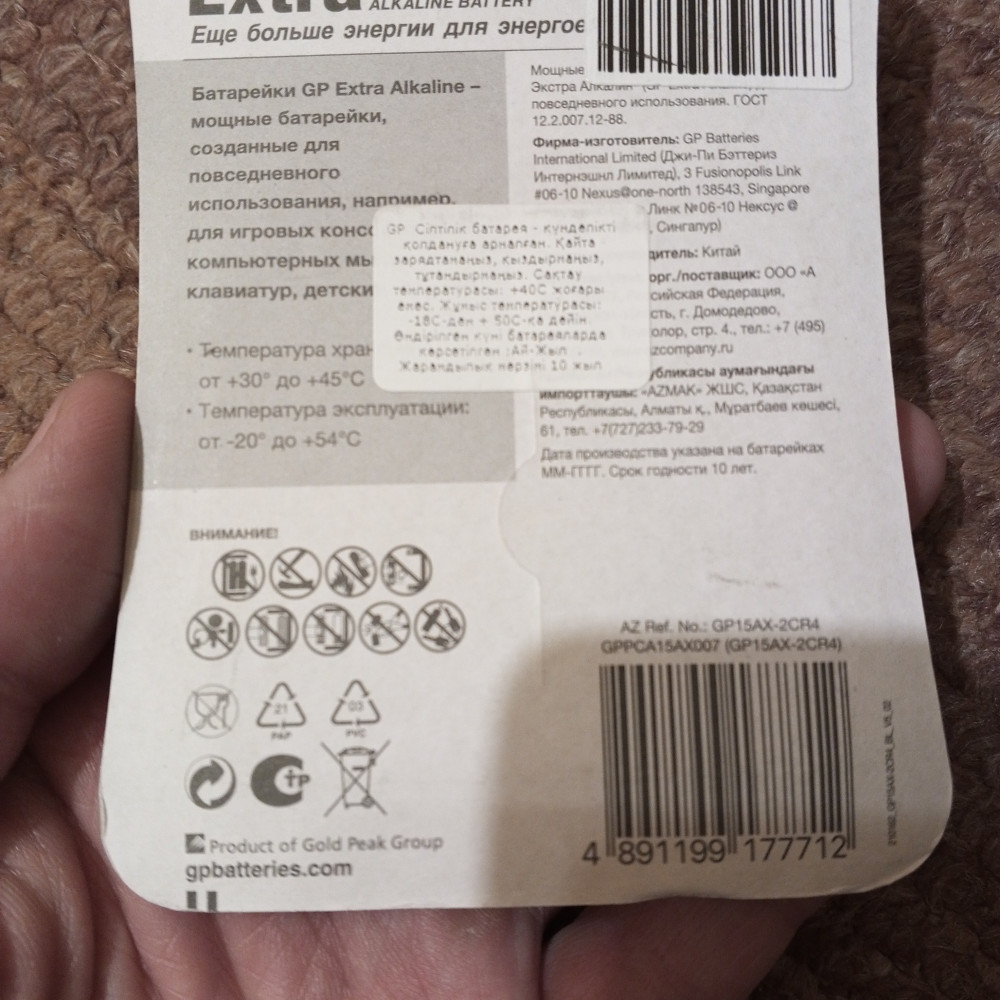 Extra ALKALINE BATTERY
Еще больше энергии для энергое
Батарейки GP Extra Alkaline –
мощные батарейки,
созданные для
повседневного
использования, например,
для игровых конс
компьютерных мы
клавиатур, детски
• Температура хран
от +30° до +45°C
• Температура эксплуатации:
от -20° до +54°C
Мощные
Экстра Алкалин
повседневного использования. ГОСТ
12.2.007.12-88.
Фирма-изготовитель: GP Batteries
International Limited (Джи-Пи Бэттериз
Интернэшнл Лимитед), 3 Fusionopolis Link
#06-10 Nexus@one-north 138543, Singapore
Линк №06-10 Нексус @
, Сингапур)
дитель: Китай
орг./поставщик: ООО «А
сийская Федерация,
сть, г. Домодедово,
олор, стр. 4., тел.: +7 (495)
zcompany.ru
убликасы аумағындағы
импорттаушы: «AZMAK» ЖШС, Қазақстан
Республикасы, Алматы қ., Мұратбаев көшесі,
61, тел. +7(727)233-79-29
Дата производства указана на батарейках
ММ-ГГГГ. Срок годности 10 лет.
GP Сілтілік батарея - күнделікті
қолдануға арналған. Қайта
зарядтамаңыз, қыздырмаңыз,
тұтандырмаңыз. Сақтау
температурасы: +40С жоғары
емес. Жұмыс температурасы:
-18С-ден + 50С-қа дейін.
Өндірілген күні батареяларда
көрсетілген :Ай-Жыл .
Жарамдылық мерзімі 10 жыл
ВНИМАНИЕ!
21
PAP
03
PVC
Product of Gold Peak Group
gpbatteries.com
AZ Ref. No.: GP15AX-2CR4
GPPCA15AX007 (GP15AX-2CR4)
4 891199 177712